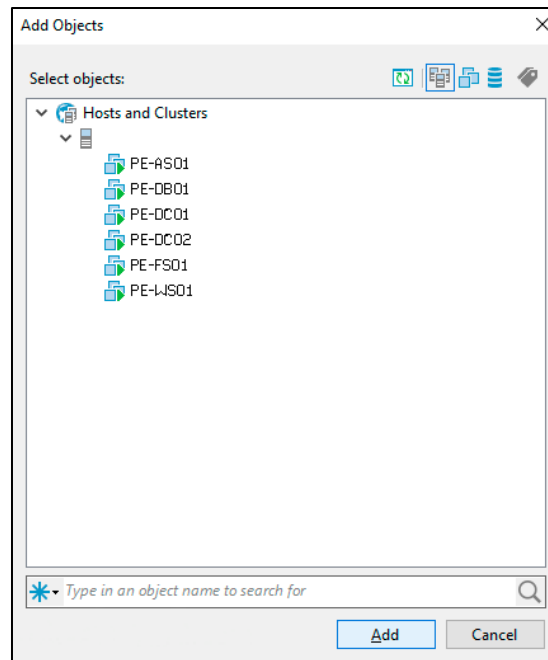 Add Objects
Select objects:
Hosts and Clusters
PE-AS01
PE-DB01
PE-DC01
PE-DC02
PE-FS01
PE-WS01
Type in an object name to search for
Add Cancel